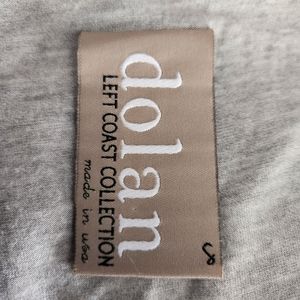 dolan
LEFT COAST COLLECTION
made in usa
S